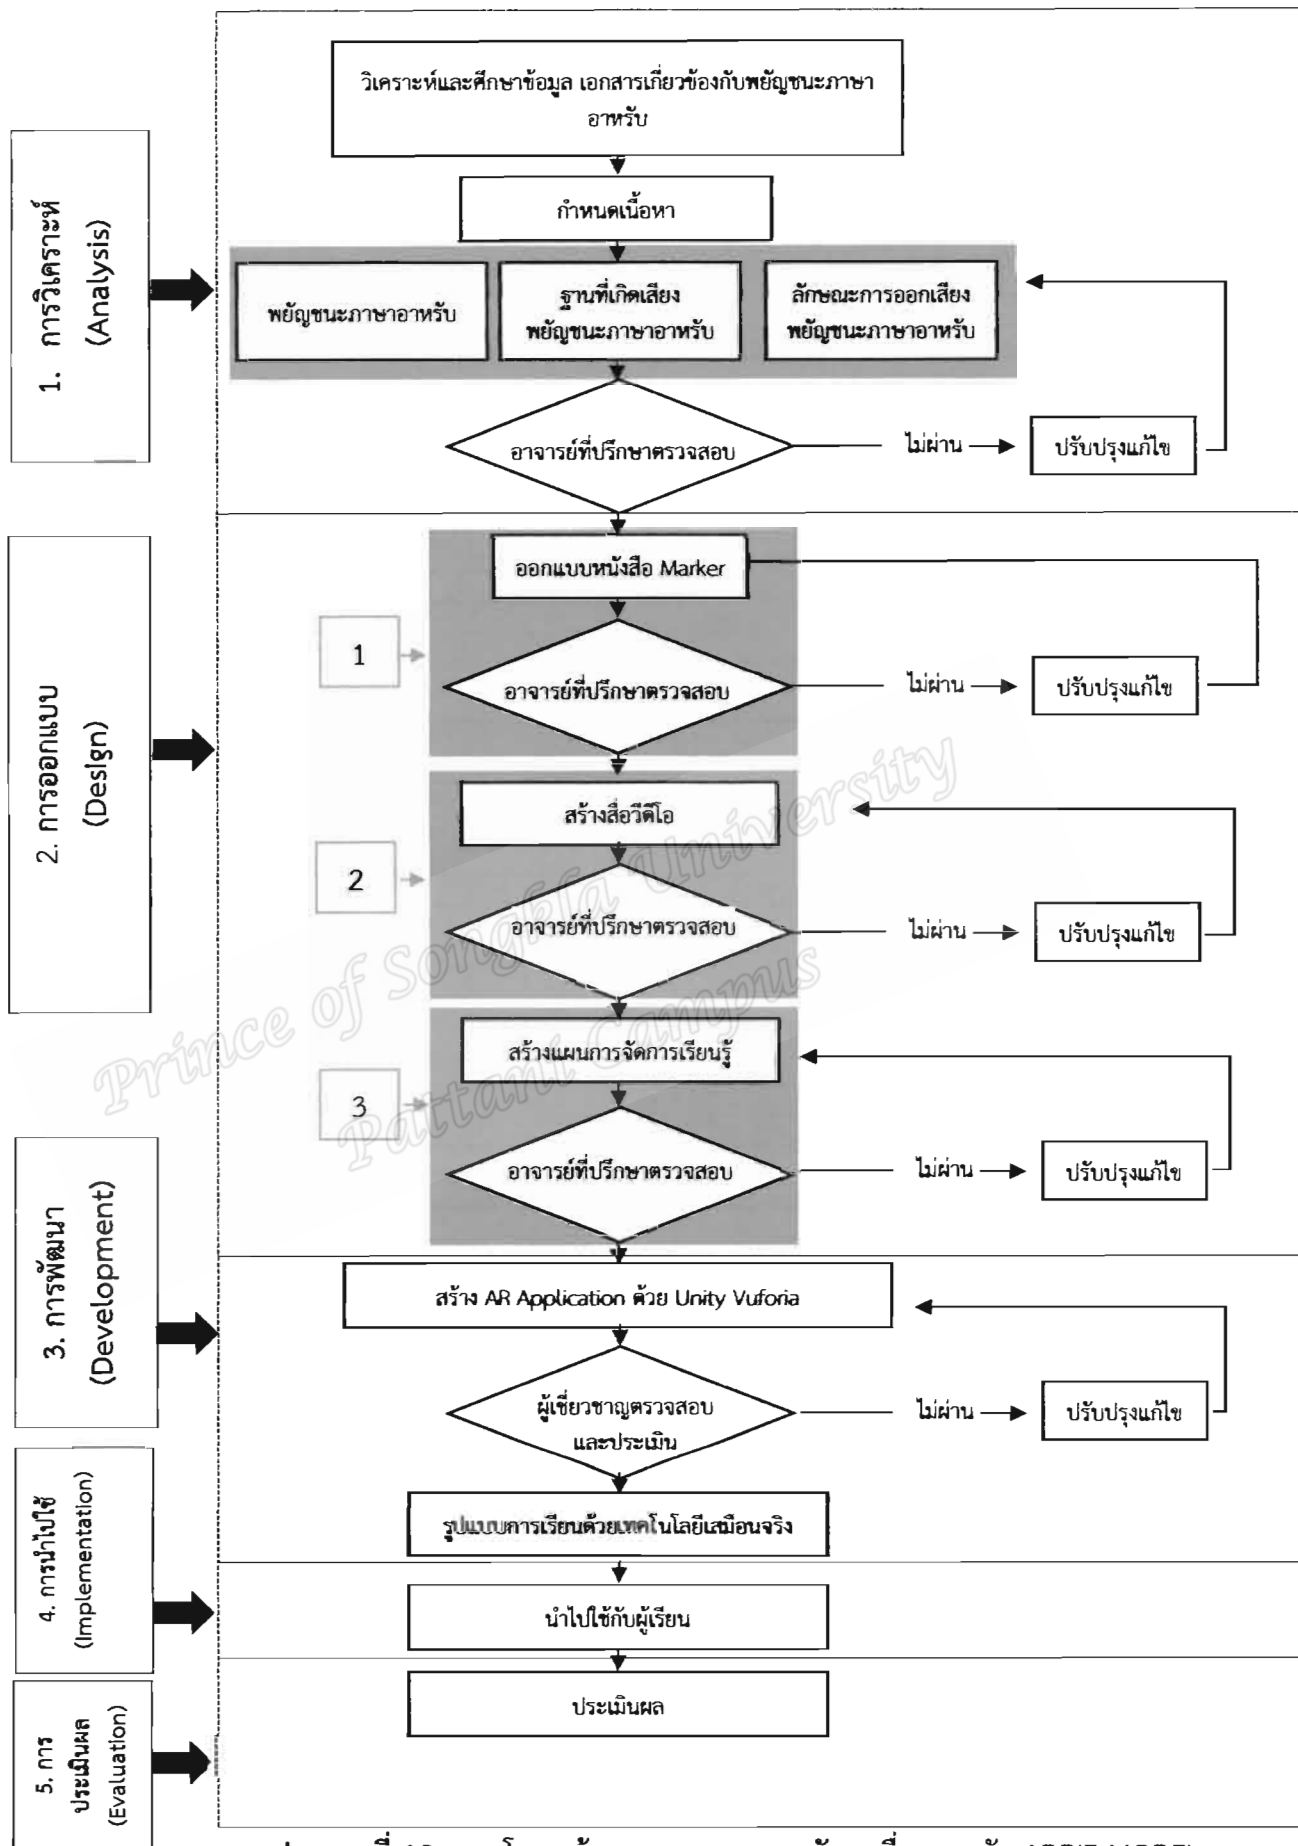 วิเคราะห์และศึกษาข้อมูล เอกสารเกี่ยวข้องกับพยัญชนะภาษา
อาหรับ
กำหนดเนื้อหา
1. การวิเคราะห์
(Analysis)
พยัญชนะภาษาอาหรับ
ฐานที่เกิดเสียง
พยัญชนะภาษาอาหรับ
ลักษณะการออกเสียง
พยัญชนะภาษาอาหรับ
อาจารย์ที่ปรึกษาตรวจสอบ
ไม่ผ่าน
ปรับปรุงแก้ไข
2. การออกแบบ
(Design)
ออกแบบหนังสือ Marker
1
อาจารย์ที่ปรึกษาตรวจสอบ
ไม่ผ่าน
ปรับปรุงแก้ไข
สร้างสื่อวีดีโอ
2
อาจารย์ที่ปรึกษาตรวจสอบ
ไม่ผ่าน
ปรับปรุงแก้ไข
สร้างแผนการจัดการเรียนรู้
3
อาจารย์ที่ปรึกษาตรวจสอบ
ไม่ผ่าน
ปรับปรุงแก้ไข
Prince of Songkla University
Pattani Campus
3. การพัฒนา
(Development)
สร้าง AR Application ด้วย Unity Vuforia
ผู้เชี่ยวชาญตรวจสอบ
และประเมิน
ไม่ผ่าน
ปรับปรุงแก้ไข
รูปแบบการเรียนด้วยเทคโนโลยีเสมือนจริง
4. การนำไปใช้
(Implementation)
นำไปใช้กับผู้เรียน
5. การ
ประเมินผล
(Evaluation)
ประเมินผล